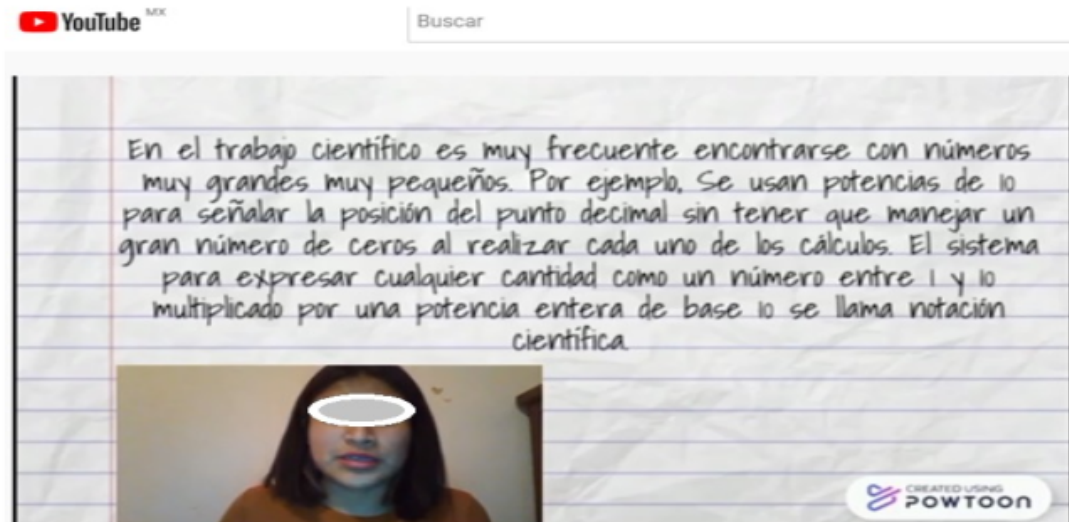 YouTube MX
Buscar
En el trabajo científico es muy frecuente encontrarse con números
muy grandes muy pequeños. Por ejemplo, Se usan potencias de 10
para señalar la posición del punto decimal sin tener que manejar un
gran número de ceros al realizar cada uno de los cálculos. El sistema
para expresar cualquier cantidad como un número entre 1 y 10
multiplicado por una potencia entera de base 10 se llama notación
científica.
CREATED USING
POWTOON